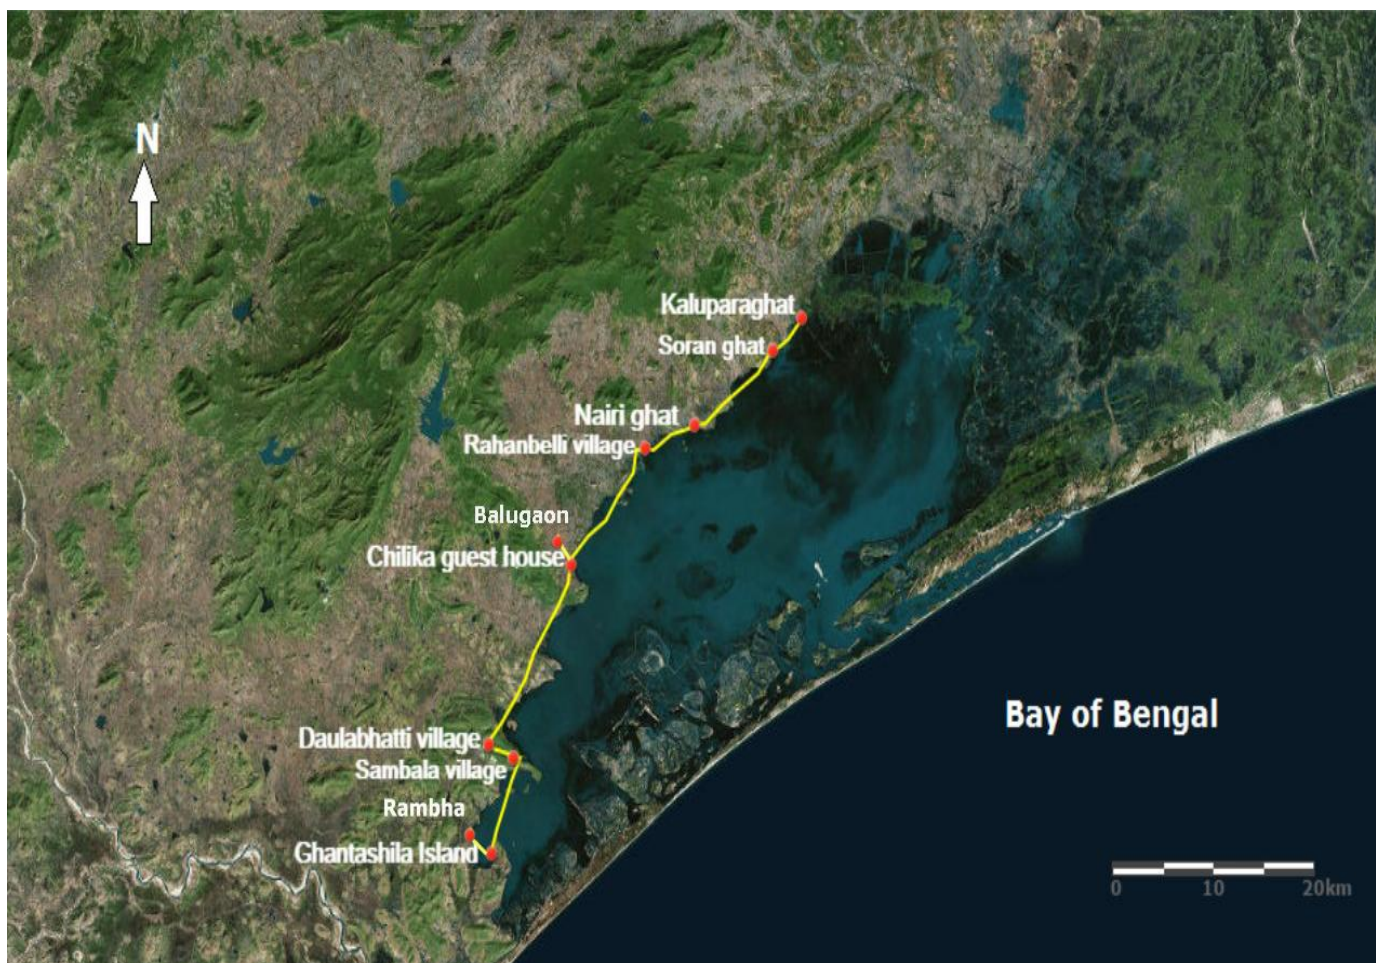 N
Kaluparaghat
Soran ghat
Nairi ghat
Rahanbelli village
Balugaon
Chilika guest house
Bay of Bengal
Daulabhatti village
Sambala village
Rambha
Ghantashila Island
0 10 20km